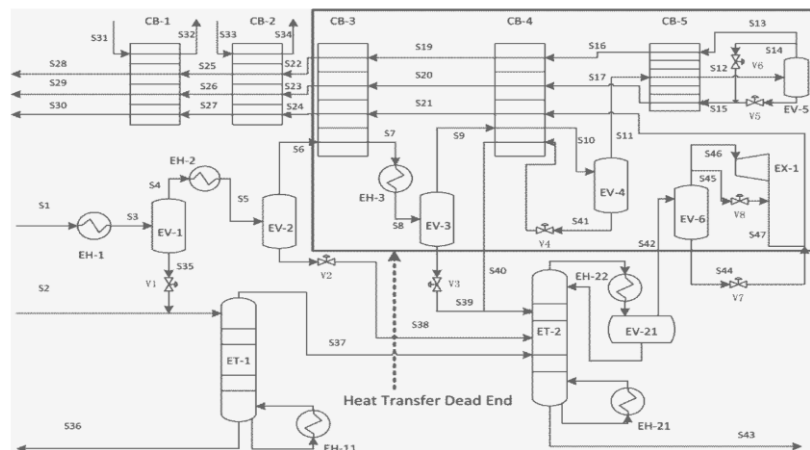 CB-1 CB-2 CB-3 CB-4 CB-5 S13
S31 S32 S33 S34 S19 S16 S12 V6 S14
S28 S25 S22
S29 S26 S23 S20 S17 EV-5
S30 S27 S24 S21 S15 V5
S7 S9 S10 S11
S6
EH-2 S46 EX-1
S4 EH-3 EV-4 S45
S1 S3 S5 EV-3 EV-6
EV-1 EV-2 S8 S41 V8
EH-1 V4 S42 S47
S35 V2 S40 EH-22 S44
S2 V1 V3 V7
S39 ET-2 EV-21
S38
ET-1 S37
Heat Transfer Dead End
S36 EH-11 EH-21 S43